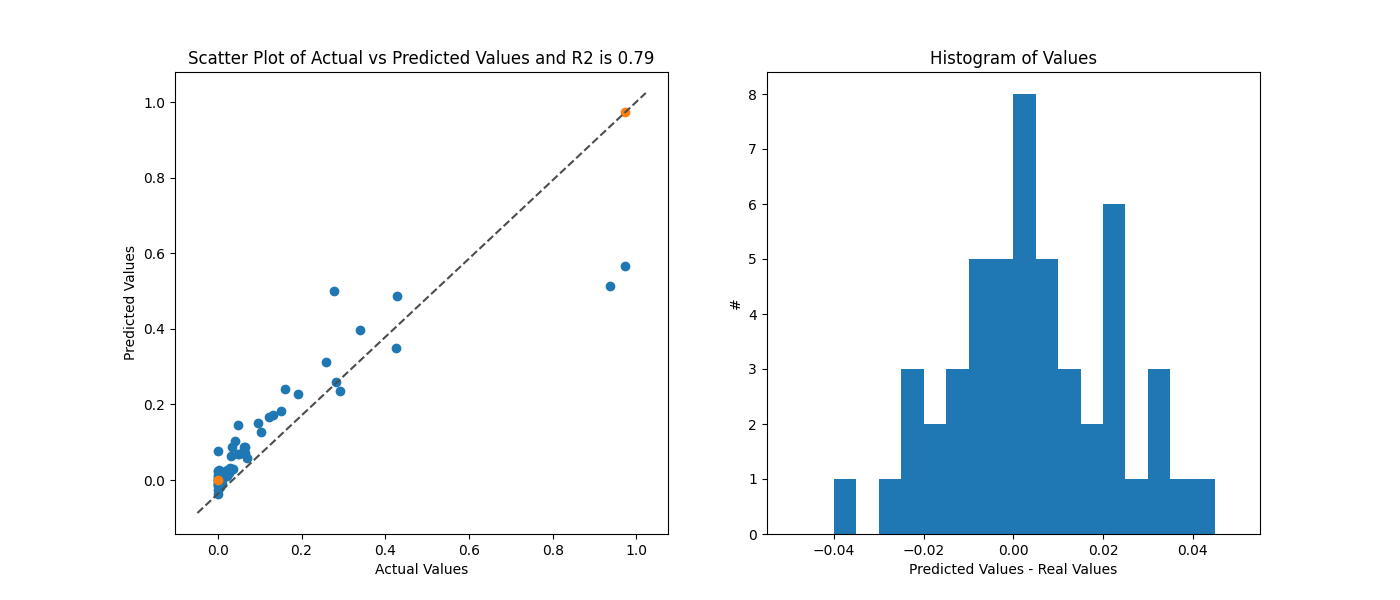 Scatter Plot of Actual vs Predicted Values and R2 is 0.79
1.0
0.8
0.6
0.4
0.2
0.0
Predicted Values
0.0 0.2 0.4 0.6 0.8 1.0
Actual Values
Histogram of Values
8
7
6
5
4
3
2
1
0
#
−0.04 −0.02 0.00 0.02 0.04
Predicted Values - Real Values